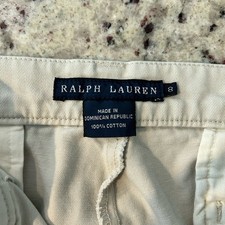 RALPH LAUREN 8
MADE IN
DOMINICAN REPUBLIC
100% COTTON